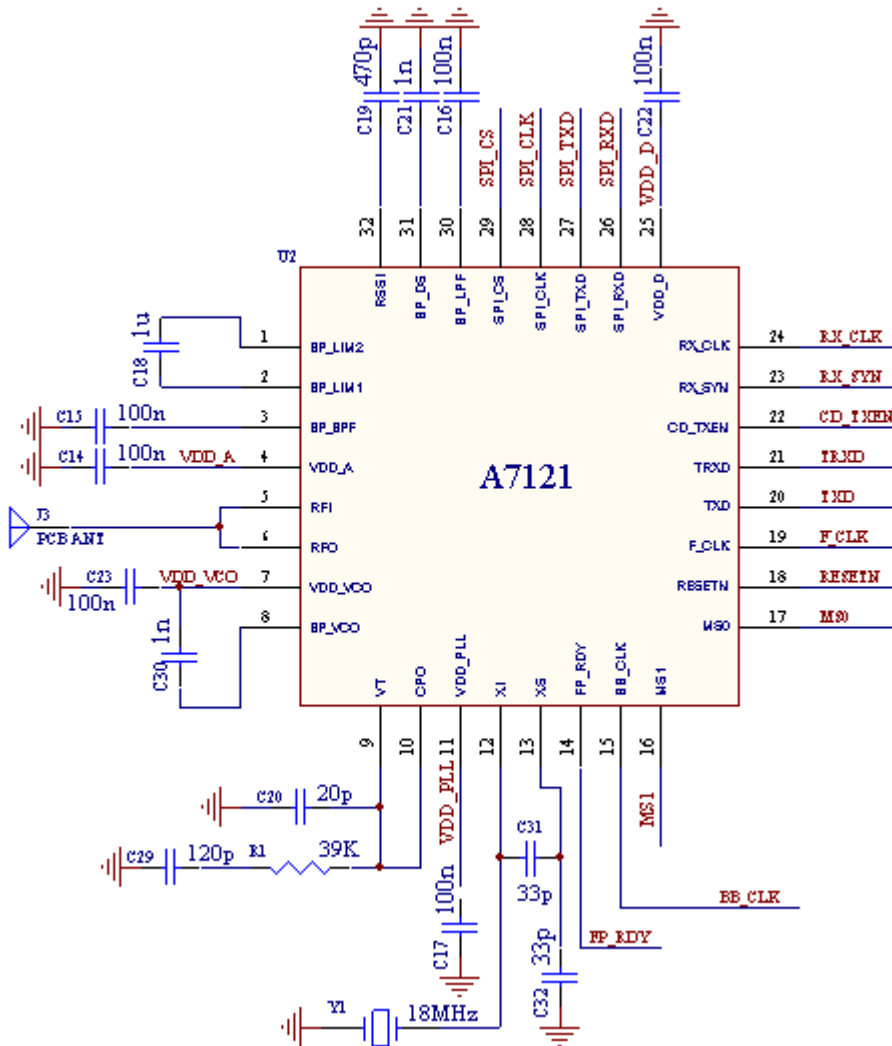 470p
1n
100n
100n
C19
C21
C16
C22
SPI_CS
SPI_CLK
SPI_TXD
SPI_RXD
VDD_D
32
31
30
29
28
27
26
25
U2
RSSI
BP_DS
BP_LPF
SPI_CS
SPI_CLK
SPI_TXD
SPI_RXD
VDD_D
1u
C18
1
BP_LIM2
RX_CLK
24
RX_CLK
2
BP_LIM1
RX_SYN
23
RX_SYN
C15
100n
3
BP_BPF
CD_TXEN
22
CD_TXEN
C14
100n
VDD_A
4
VDD_A
TRXD
21
TRXD
A7121
5
RFI
TXD
20
TXD
J3
PCB ANT
6
RFO
F_CLK
19
F_CLK
C23
100n
VDD_VCO
7
VDD_VCO
RESETN
18
RESETN
1n
C30
8
BP_VCO
MS0
17
MS0
VT
CPO
VDD_PLL
XI
XS
FP_RDY
BB_CLK
MS1
9
10
11
12
13
14
15
16
C20
20p
VDD_PLL
MS1
C31
33p
C29
120p
R1
39K
100n
C17
BB_CLK
FP_RDY
33p
C32
Y1
18MHz